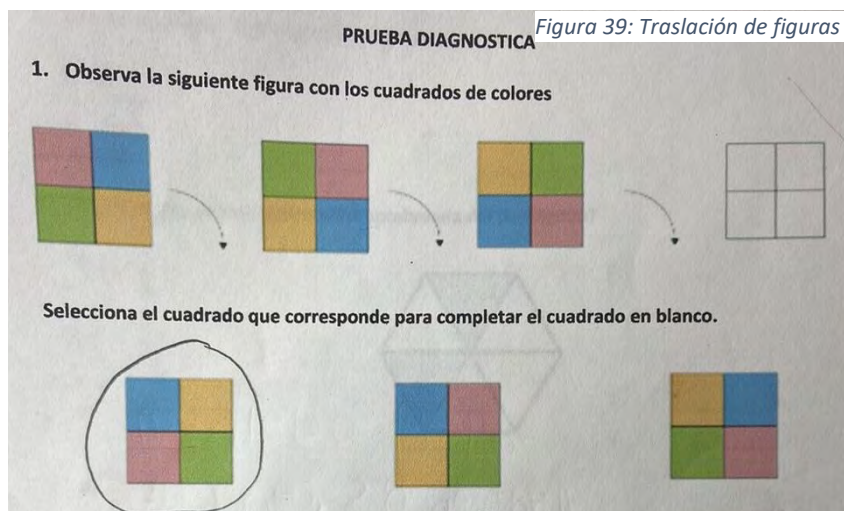 Figura 39: Traslación de figuras
PRUEBA DIAGNOSTICA
1. Observa la siguiente figura con los cuadrados de colores
Selecciona el cuadrado que corresponde para completar el cuadrado en blanco.